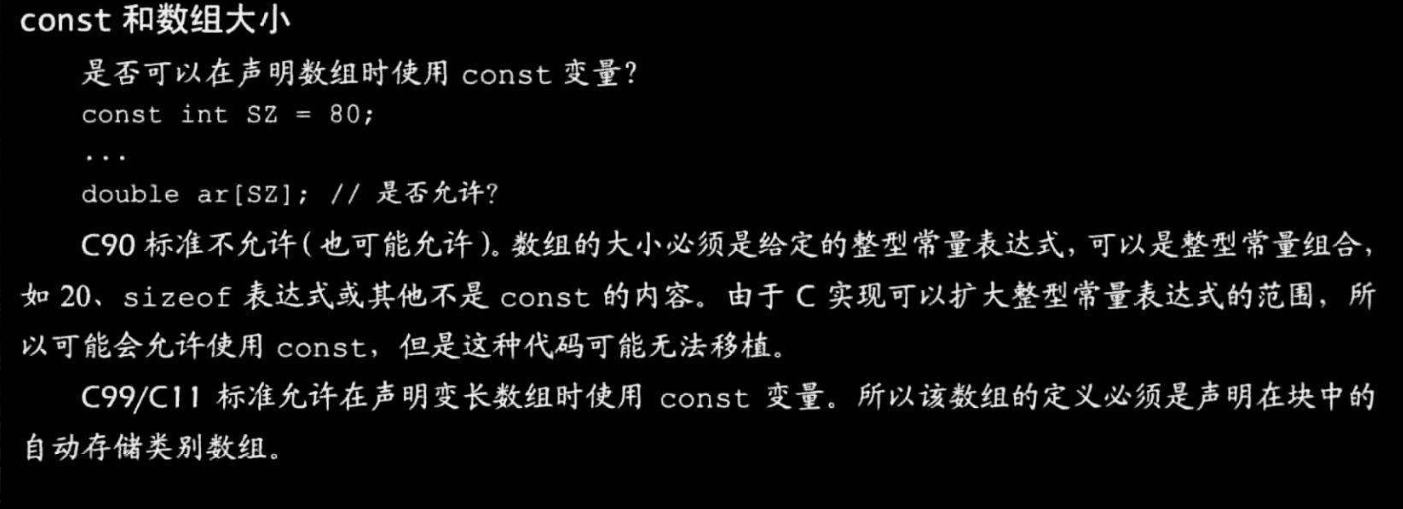 const 和数组大小
是否可以在声明数组时使用 const 变量?
const int SZ = 80;
...
double ar[SZ]; // 是否允许?
C90 标准不允许(也可能允许)。数组的大小必须是给定的整型常量表达式,可以是整型常量组合,
如 20、sizeof 表达式或其他不是 const 的内容。由于 C 实现可以扩大整型常量表达式的范围,所
以可能会允许使用 const,但是这种代码可能无法移植。
C99/C11 标准允许在声明变长数组时使用 const 变量。所以该数组的定义必须是声明在块中的
自动存储类别数组。